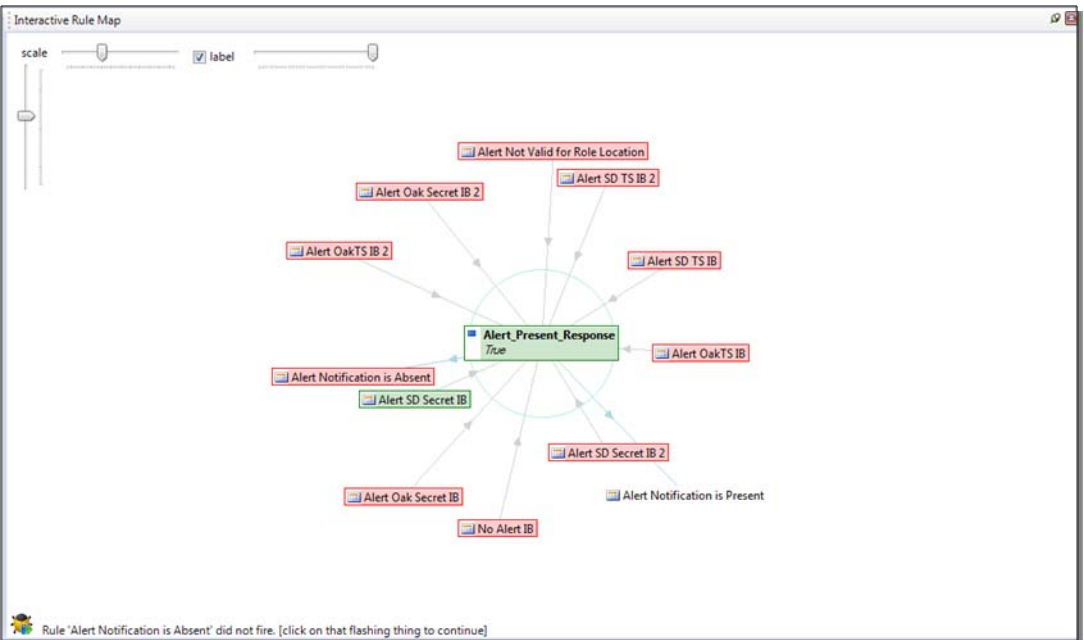 Interactive Rule Map
scale
label
Alert Not Valid for Role Location
Alert SD TS IB 2
Alert Oak Secret IB 2
Alert OakTS IB 2
Alert SD TS IB
Alert_Present_Response
True
Alert OakTS IB
Alert Notification is Absent
Alert SD Secret IB
Alert SD Secret IB 2
Alert Oak Secret IB
Alert Notification is Present
No Alert IB
Rule 'Alert Notification is Absent' did not fire. [click on that flashing thing to continue]